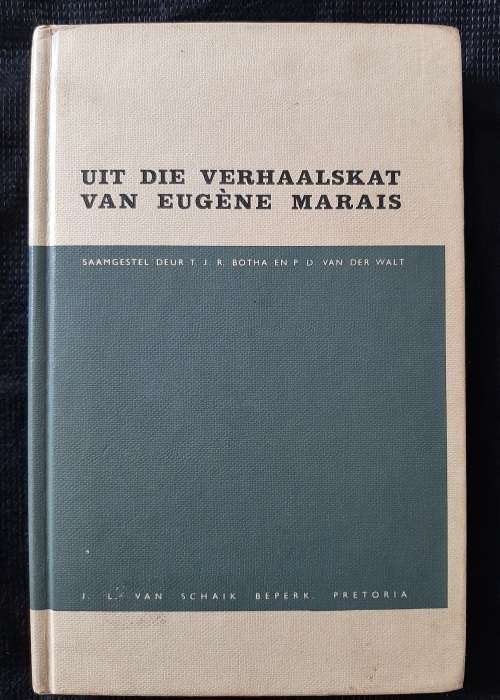 UIT DIE VERHAALSKAT
VAN EUGÈNE MARAIS
SAAMGESTEL DEUR T. J. R. BOTHA EN P. D. VAN DER WALT
J. L. VAN SCHAIK BEPERK. PRETORIA